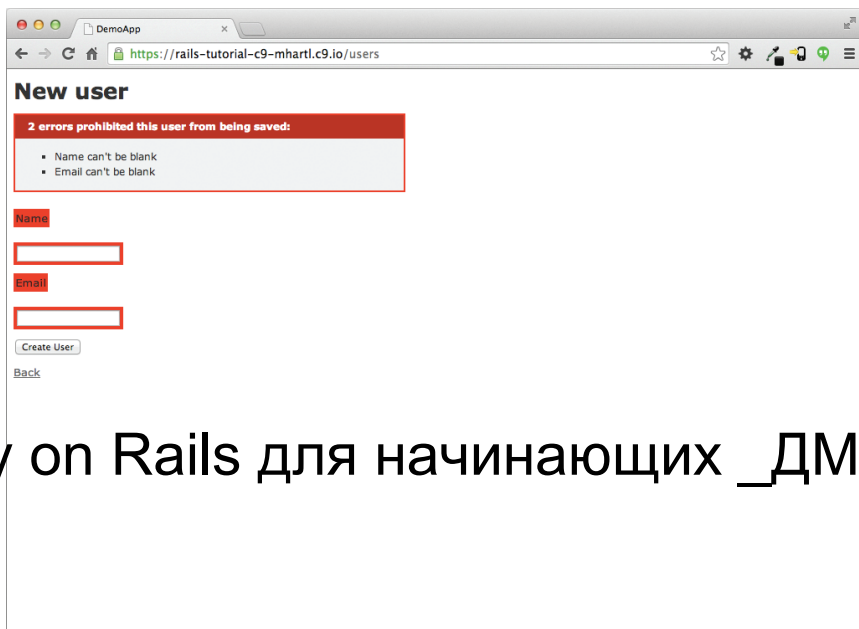 DemoApp
https://rails-tutorial-c9-mhartl.c9.io/users
New user
2 errors prohibited this user from being saved:
Name can't be blank
Email can't be blank
Name
Email
Create User
Back
on Rails для начинающих _ДМ